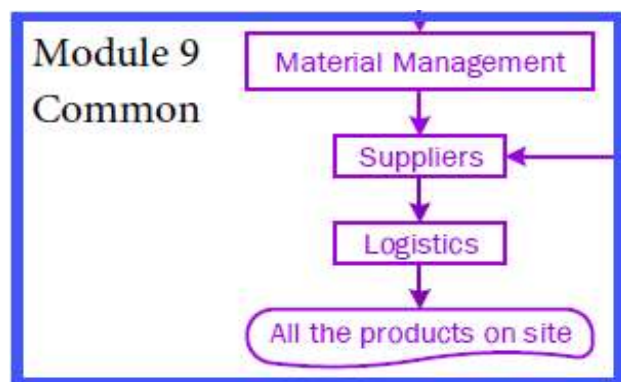 Module 9
Common
Material Management
Suppliers
Logistics
All the products on site